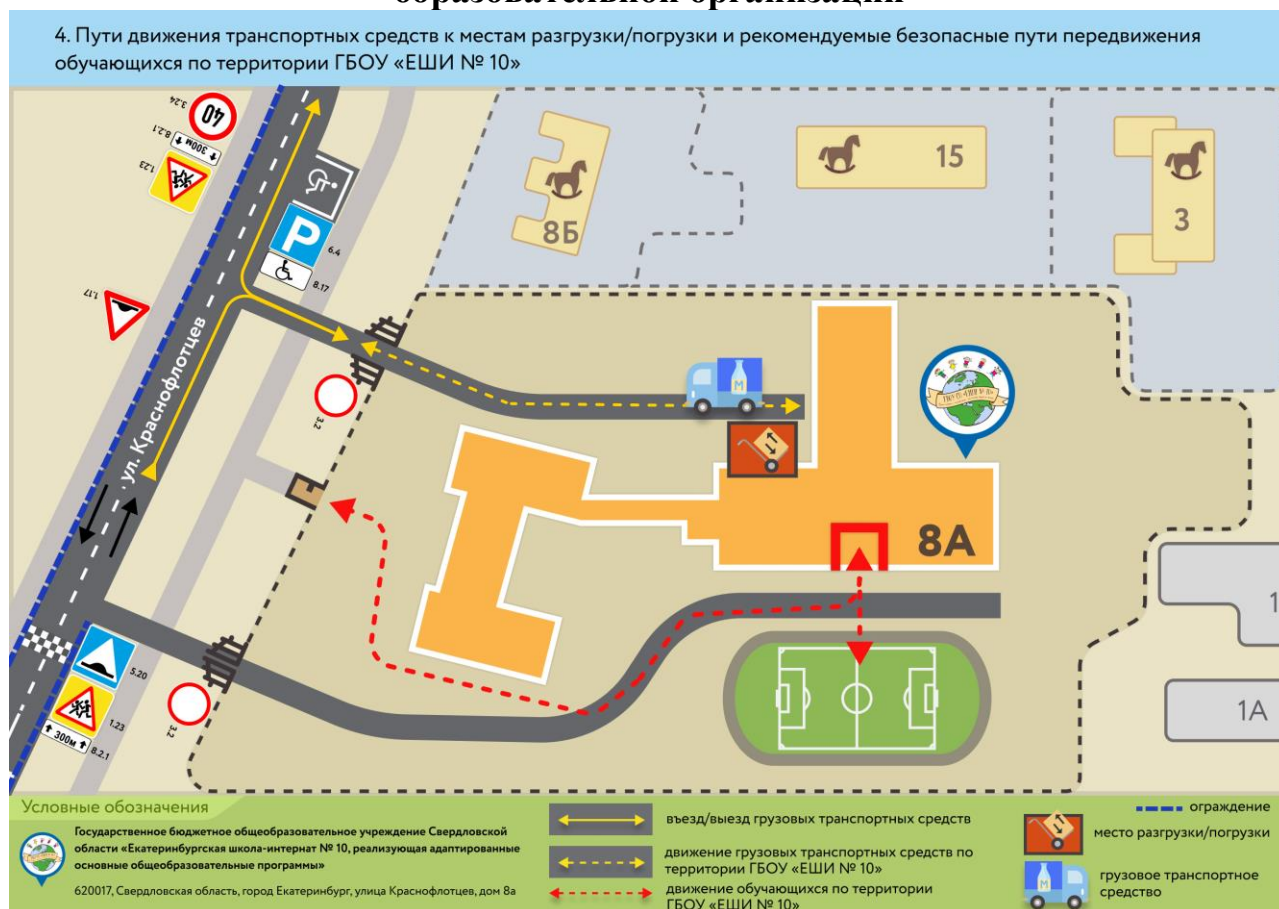 образовательной организации
4. Пути движения транспортных средств к местам разгрузки/погрузки и рекомендуемые безопасные пути передвижения
обучающихся по территории ГБОУ «ЕШИ № 10»
3.24
40
8.2.1
300м
1.23
1.17
P
6.4
8.17
ул. Краснофлотцев
8Б
15
3
3.2
М
8А
1
1А
5.20
1.23
300м
8.2.1
3.2
Условные обозначения
Государственное бюджетное общеобразовательное учреждение Свердловской
области «Екатеринбургская школа-интернат № 10, реализующая адаптированные
основные общеобразовательные программы»
620017, Свердловская область, город Екатеринбург, улица Краснофлотцев, дом 8а
въезд/выезд грузовых транспортных средств
движение грузовых транспортных средств по
территории ГБОУ «ЕШИ № 10»
движение обучающихся по территории
ГБОУ «ЕШИ № 10»
ограждение
место разгрузки/погрузки
М
грузовое транспортное
средство